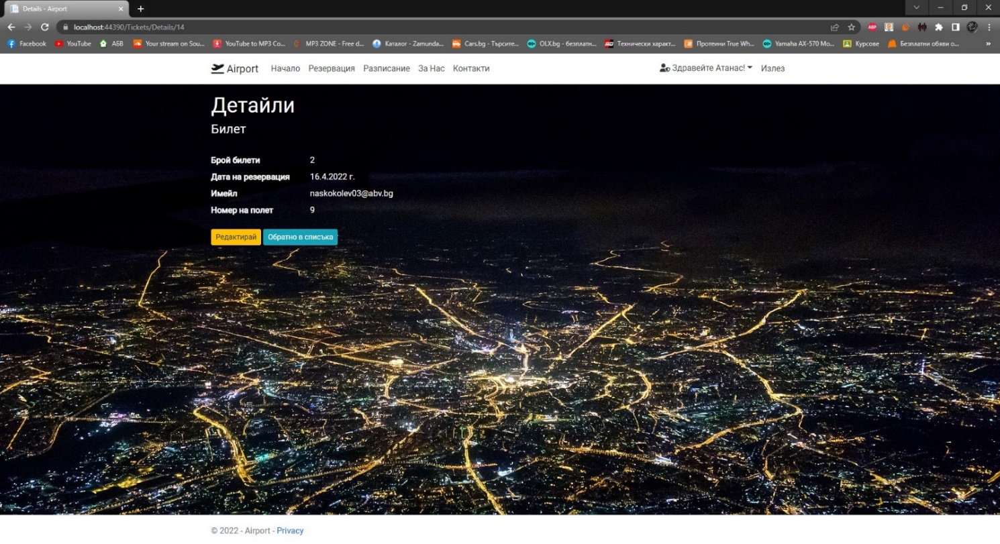 Details - Airport
localhost:44390/Tickets/Details/14
Facebook YouTube АБВ Your stream on Sou... YouTube to MP3 Co... MP3 ZONE - Free d... Каталог - Zamunda... Cars.bg - Търсите... OLX.bg - безплатн... Технически характ... Протеини True Wh... Yamaha AX-570 Mo... Курсове Безплатни обяви о... »
Airport Начало Резервация Разписание За Нас Контакти Здравейте Атанас! Излез
Детайли
Билет
Брой билети 2
Дата на резервация 16.4.2022 г.
Имейл naskokolev03@abv.bg
Номер на полет 9
Редактирай Обратно в списъка
© 2022 - Airport - Privacy